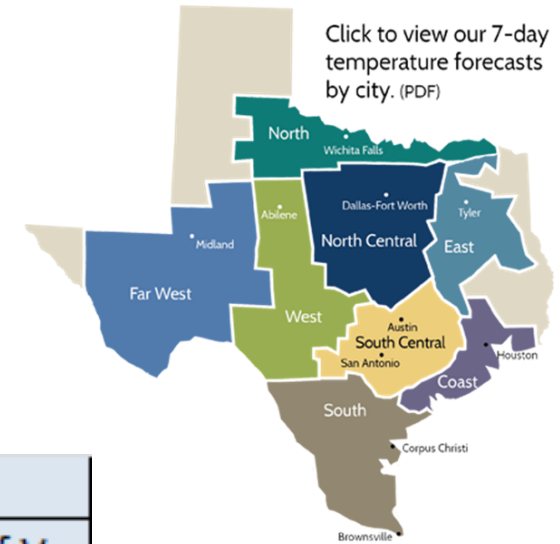 Click to view our 7-day
temperature forecasts
by city. (PDF)
North
Wichita Falls
Abilene
Dallas-Fort Worth
Tyler
Midland
North Central
East
Far West
West
Austin
South Central
San Antonio
Houston
Coast
South
Corpus Christi
Brownsville